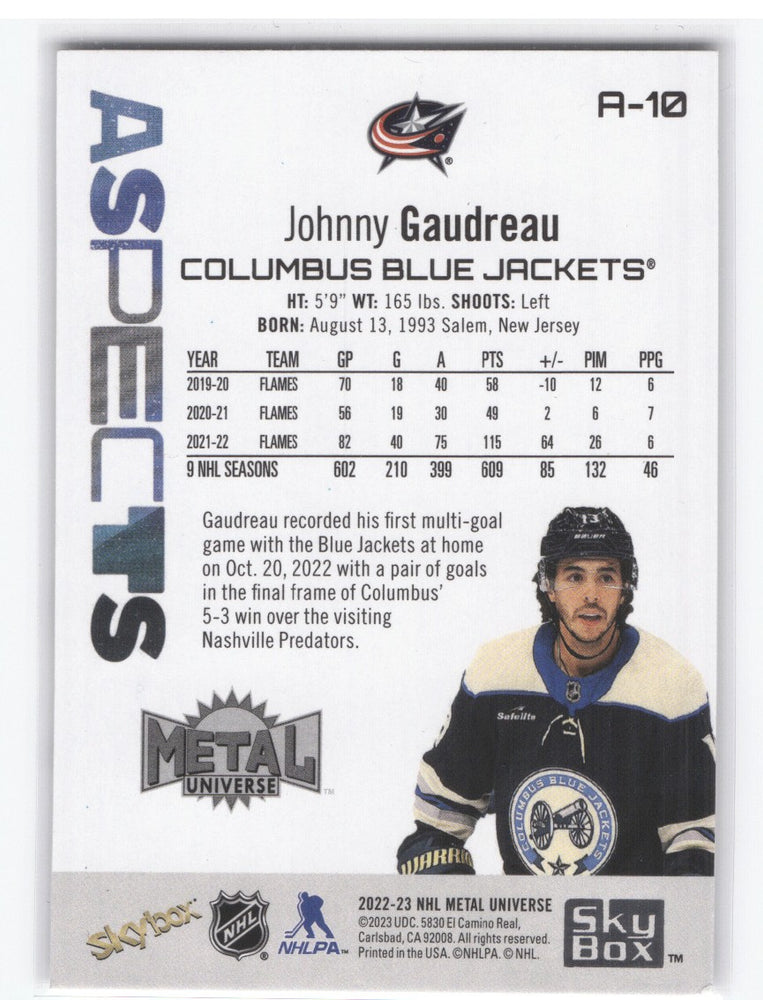 A-10
ASPECTS
Johnny Gaudreau
COLUMBUS BLUE JACKETS®
HT: 5'9" WT: 165 lbs. SHOOTS: Left
BORN: August 13, 1993 Salem, New Jersey
YEAR TEAM GP G A PTS +/- PIM PPG
2019-20 FLAMES 70 18 40 58 -10 12 6
2020-21 FLAMES 56 19 30 49 2 6 7
2021-22 FLAMES 82 40 75 115 64 26 6
9 NHL SEASONS 602 210 399 609 85 132 46
Gaudreau recorded his first multi-goal
game with the Blue Jackets at home
on Oct. 20, 2022 with a pair of goals
in the final frame of Columbus'
5-3 win over the visiting
Nashville Predators.
13
BAUER
Safelite
METAL
UNIVERSE™
COLUMBUS BLUE JACKETS
WARRIO
skybox
NHL®
NHLPA™
2022-23 NHL METAL UNIVERSE
©2023 UDC. 5830 El Camino Real,
Carlsbad, CA 92008. All rights reserved.
Printed in the USA. ©NHLPA. © NHL.
Sky
Box™